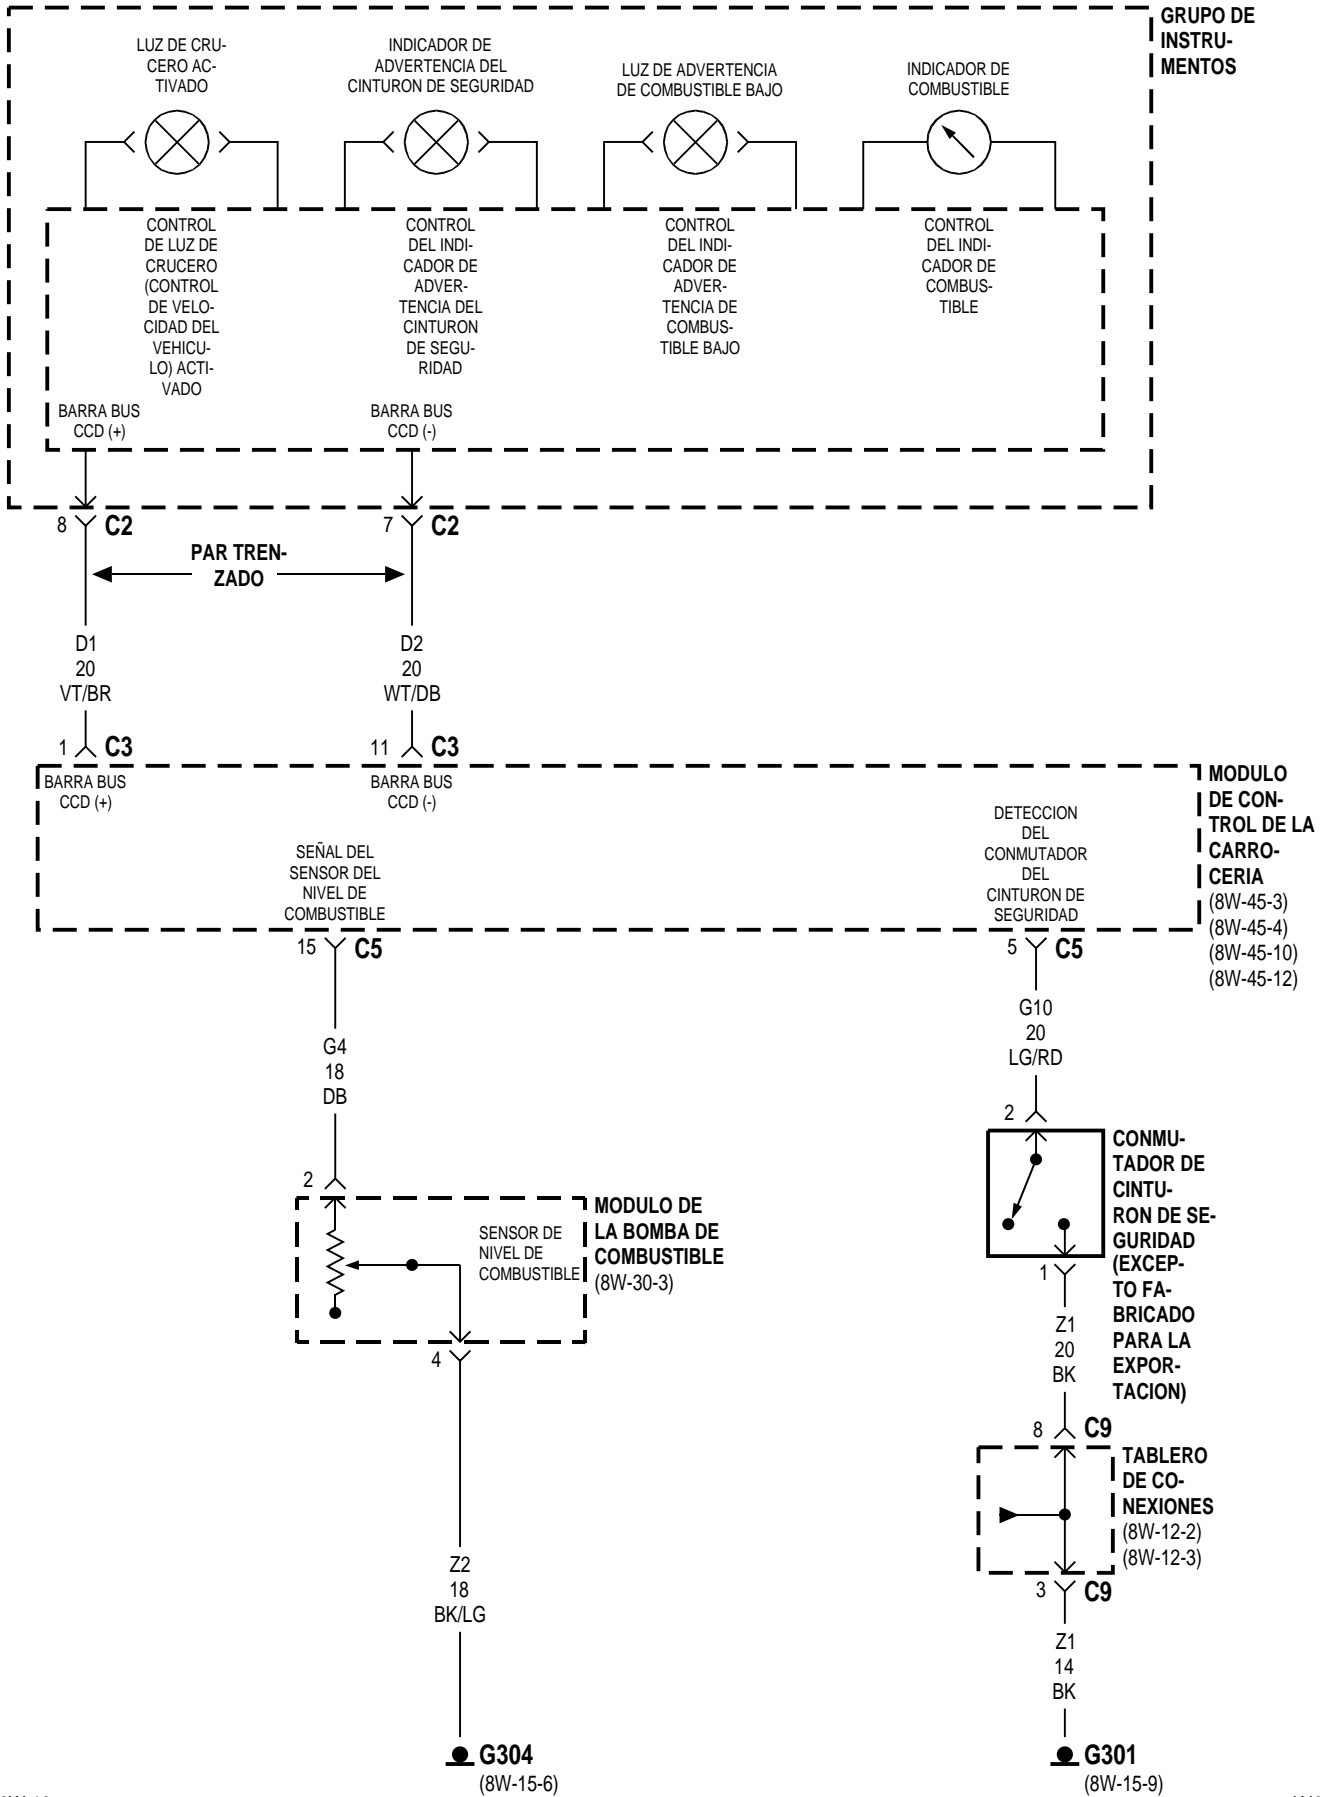 GRUPO DE
INSTRU-
MENTOS
LUZ DE CRU-
CERO AC-
TIVADO
INDICADOR DE
ADVERTENCIA DEL
CINTURON DE SEGURIDAD
LUZ DE ADVERTENCIA
DE COMBUSTIBLE BAJO
INDICADOR DE
COMBUSTIBLE
CONTROL
DE LUZ DE
CRUCERO
(CONTROL
DE VELO-
CIDAD DEL
VEHICU-
LO) ACTI-
VADO
CONTROL
DEL INDI-
CADOR DE
ADVER-
TENCIA DEL
CINTURON
DE SEGU-
RIDAD
CONTROL
DEL INDI-
CADOR DE
ADVER-
TENCIA DE
COMBUS-
TIBLE BAJO
CONTROL
DEL INDI-
CADOR DE
COMBUS-
TIBLE
BARRA BUS
CCD (+)
BARRA BUS
CCD (-)
8 C2
7 C2
PAR TREN-
ZADO
D1
20
VT/BR
D2
20
WT/DB
1 C3
11 C3
BARRA BUS
CCD (+)
BARRA BUS
CCD (-)
MODULO
DE CON-
TROL DE LA
CARRO-
CERIA
(8W-45-3)
(8W-45-4)
(8W-45-10)
(8W-45-12)
SEÑAL DEL
SENSOR DEL
NIVEL DE
COMBUSTIBLE
DETECCION
DEL
CONMUTADOR
DEL
CINTURON DE
SEGURIDAD
15 C5
5 C5
G4
18
DB
G10
20
LG/RD
2
2
SENSOR DE
NIVEL DE
COMBUSTIBLE
MODULO DE
LA BOMBA DE
COMBUSTIBLE
(8W-30-3)
CONMU-
TADOR DE
CINTU-
RON DE SE-
GURIDAD
(EXCEP-
TO FA-
BRICADO
PARA LA
EXPOR-
TACION)
4
1
Z1
20
BK
8 C9
TABLERO
DE CO-
NEXIONES
(8W-12-2)
(8W-12-3)
3 C9
Z2
18
BK/LG
Z1
14
BK
G304
(8W-15-6)
G301
(8W-15-9)